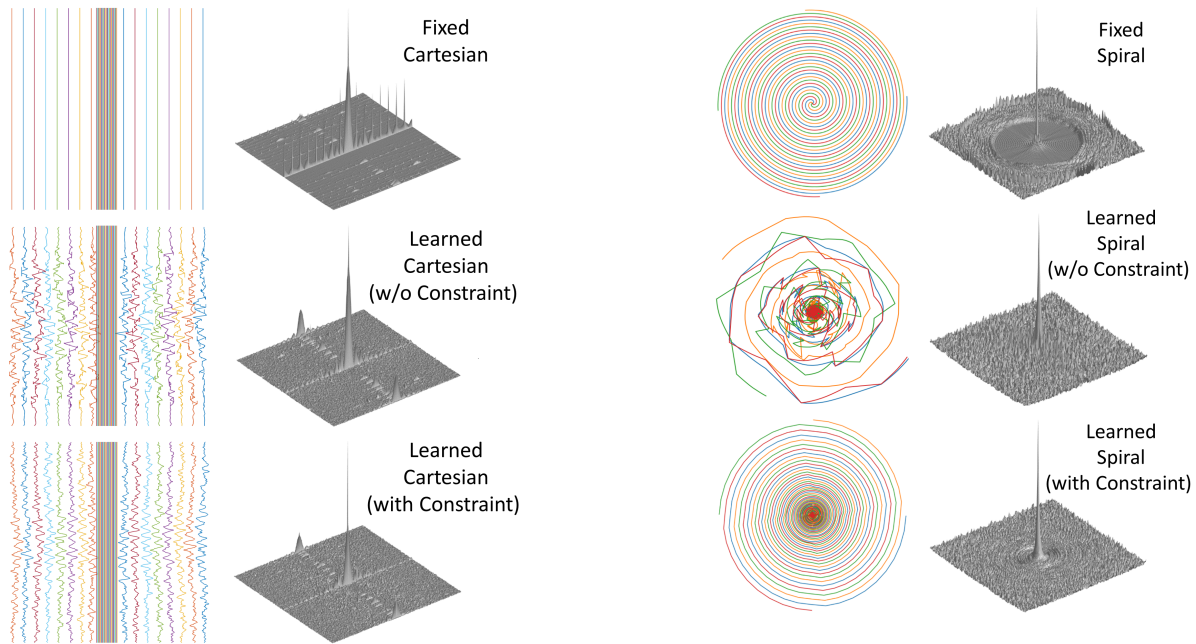 Fixed
Cartesian
Fixed
Spiral
Learned
Cartesian
(w/o Constraint)
Learned
Spiral
(w/o Constraint)
Learned
Cartesian
(with Constraint)
Learned
Spiral
(with Constraint)